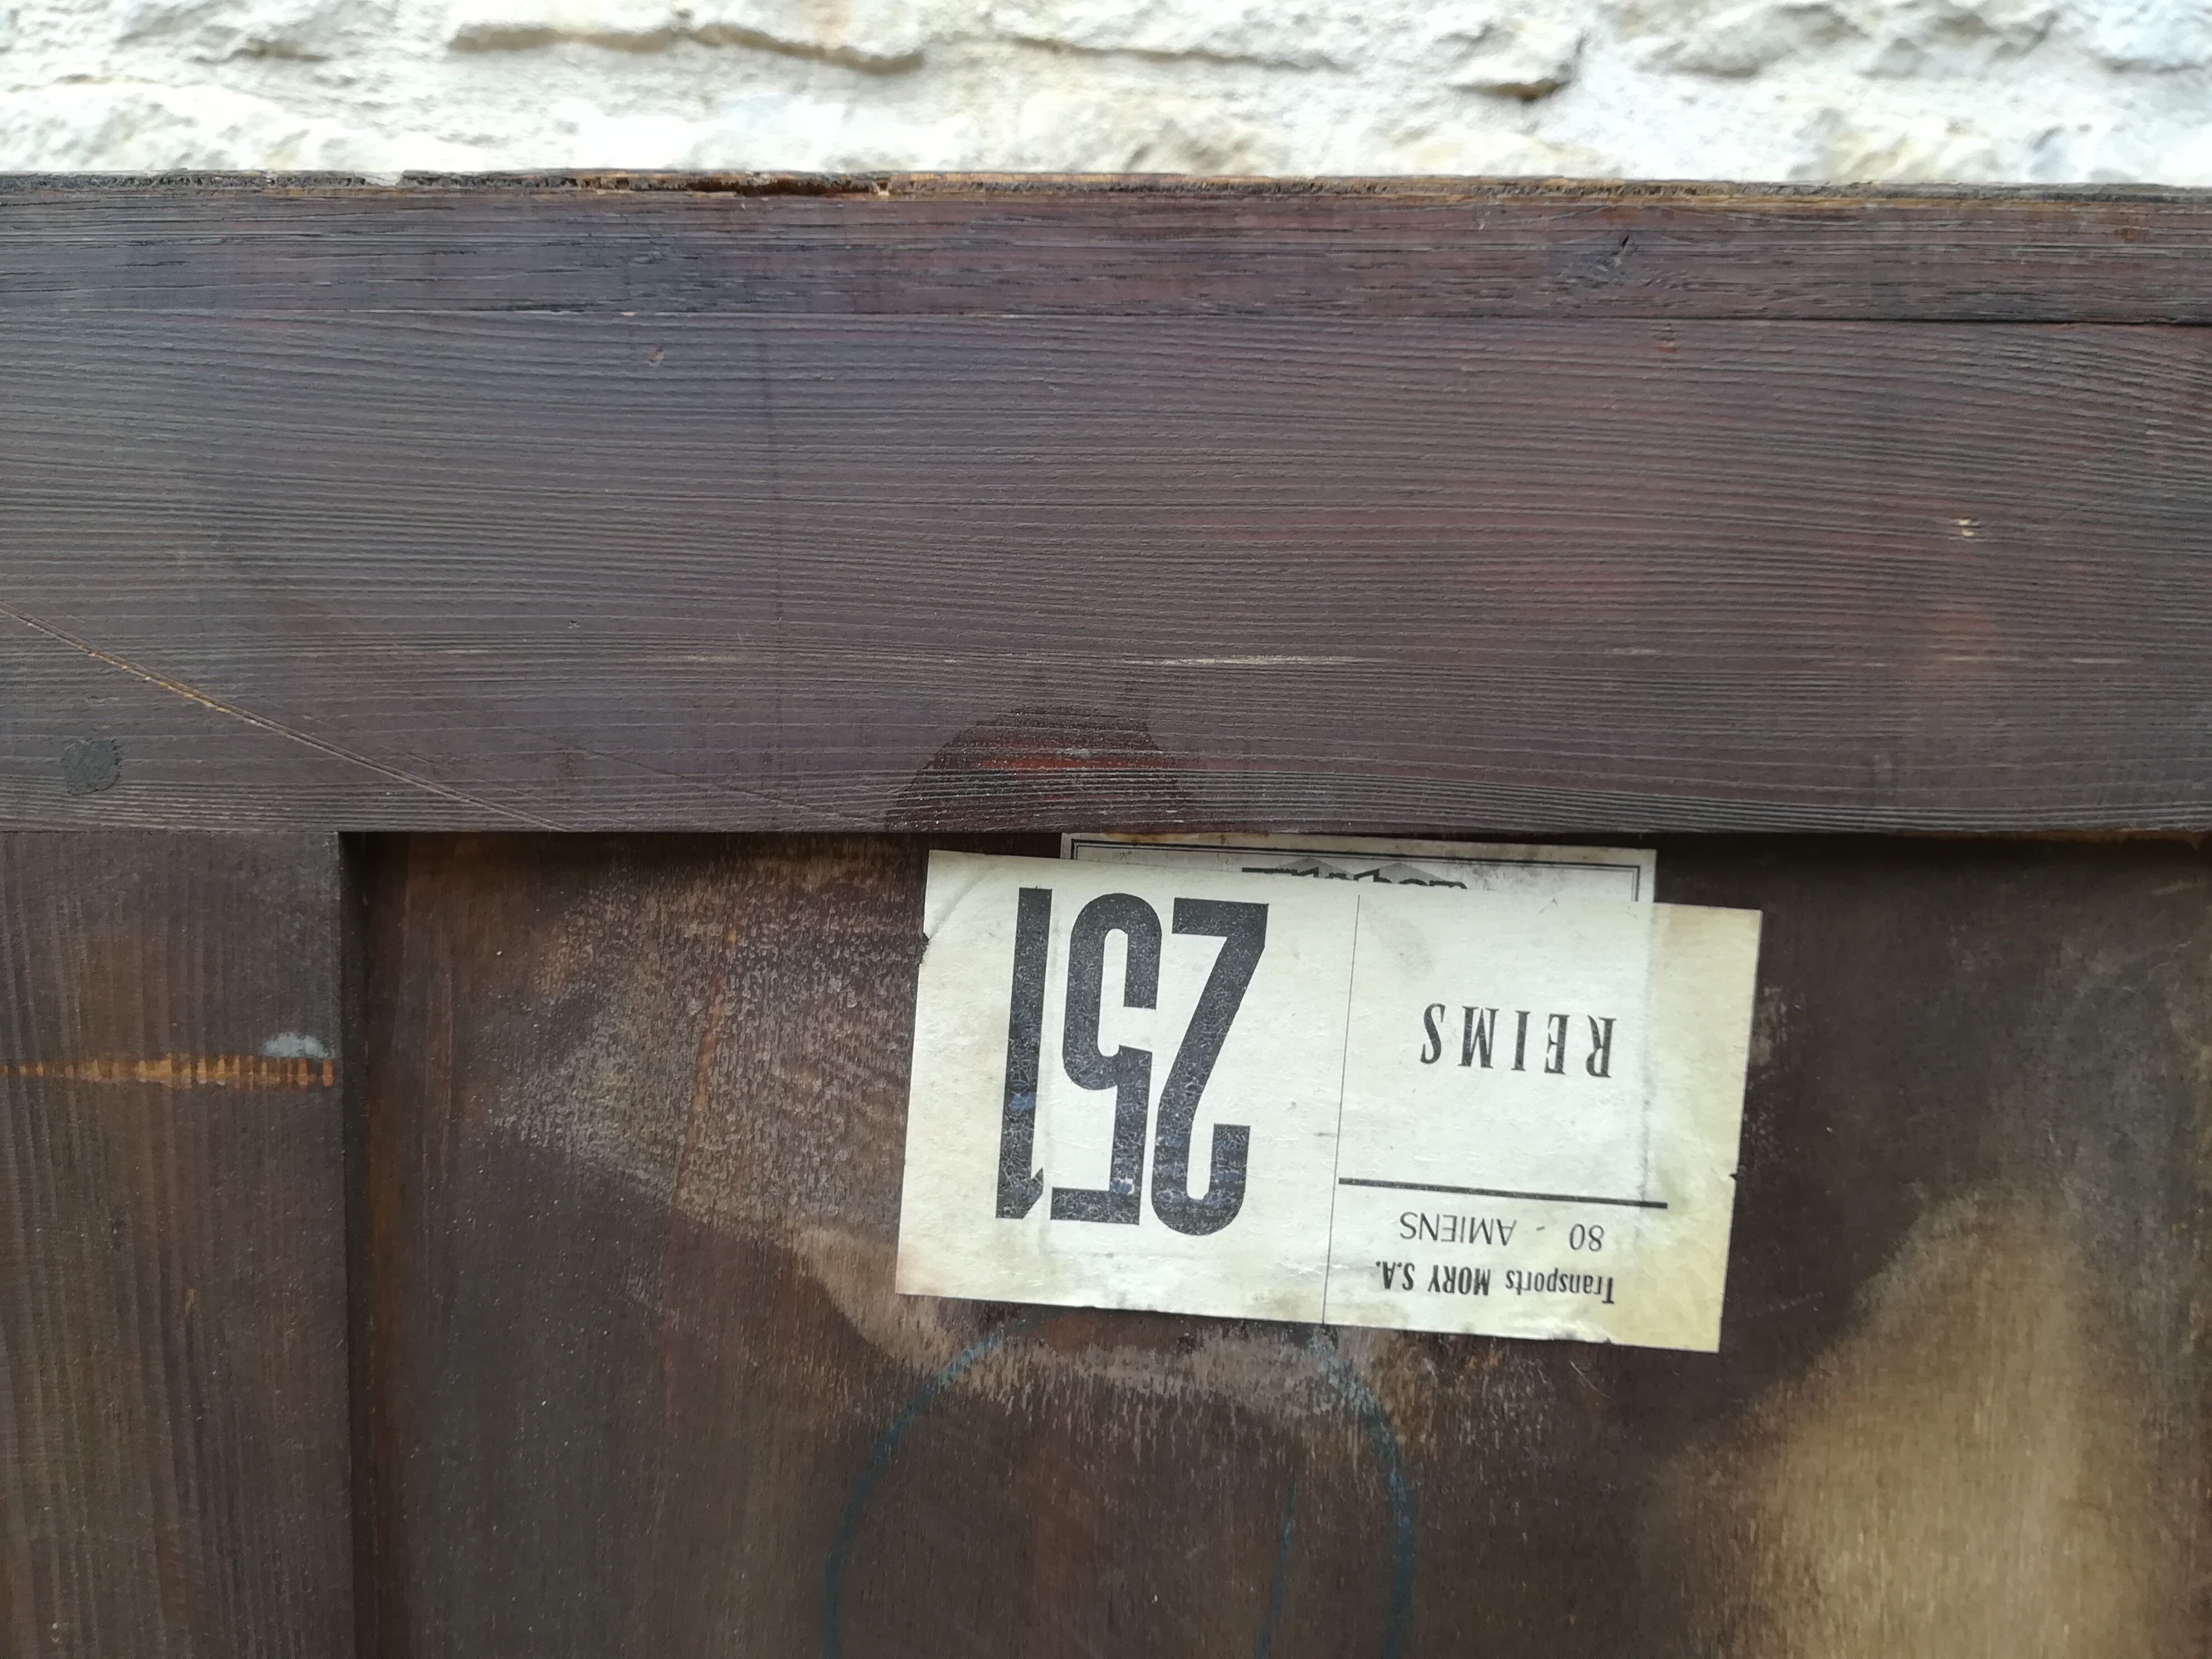 Transports MORY S.A.
80 - AMIENS
REIMS
251